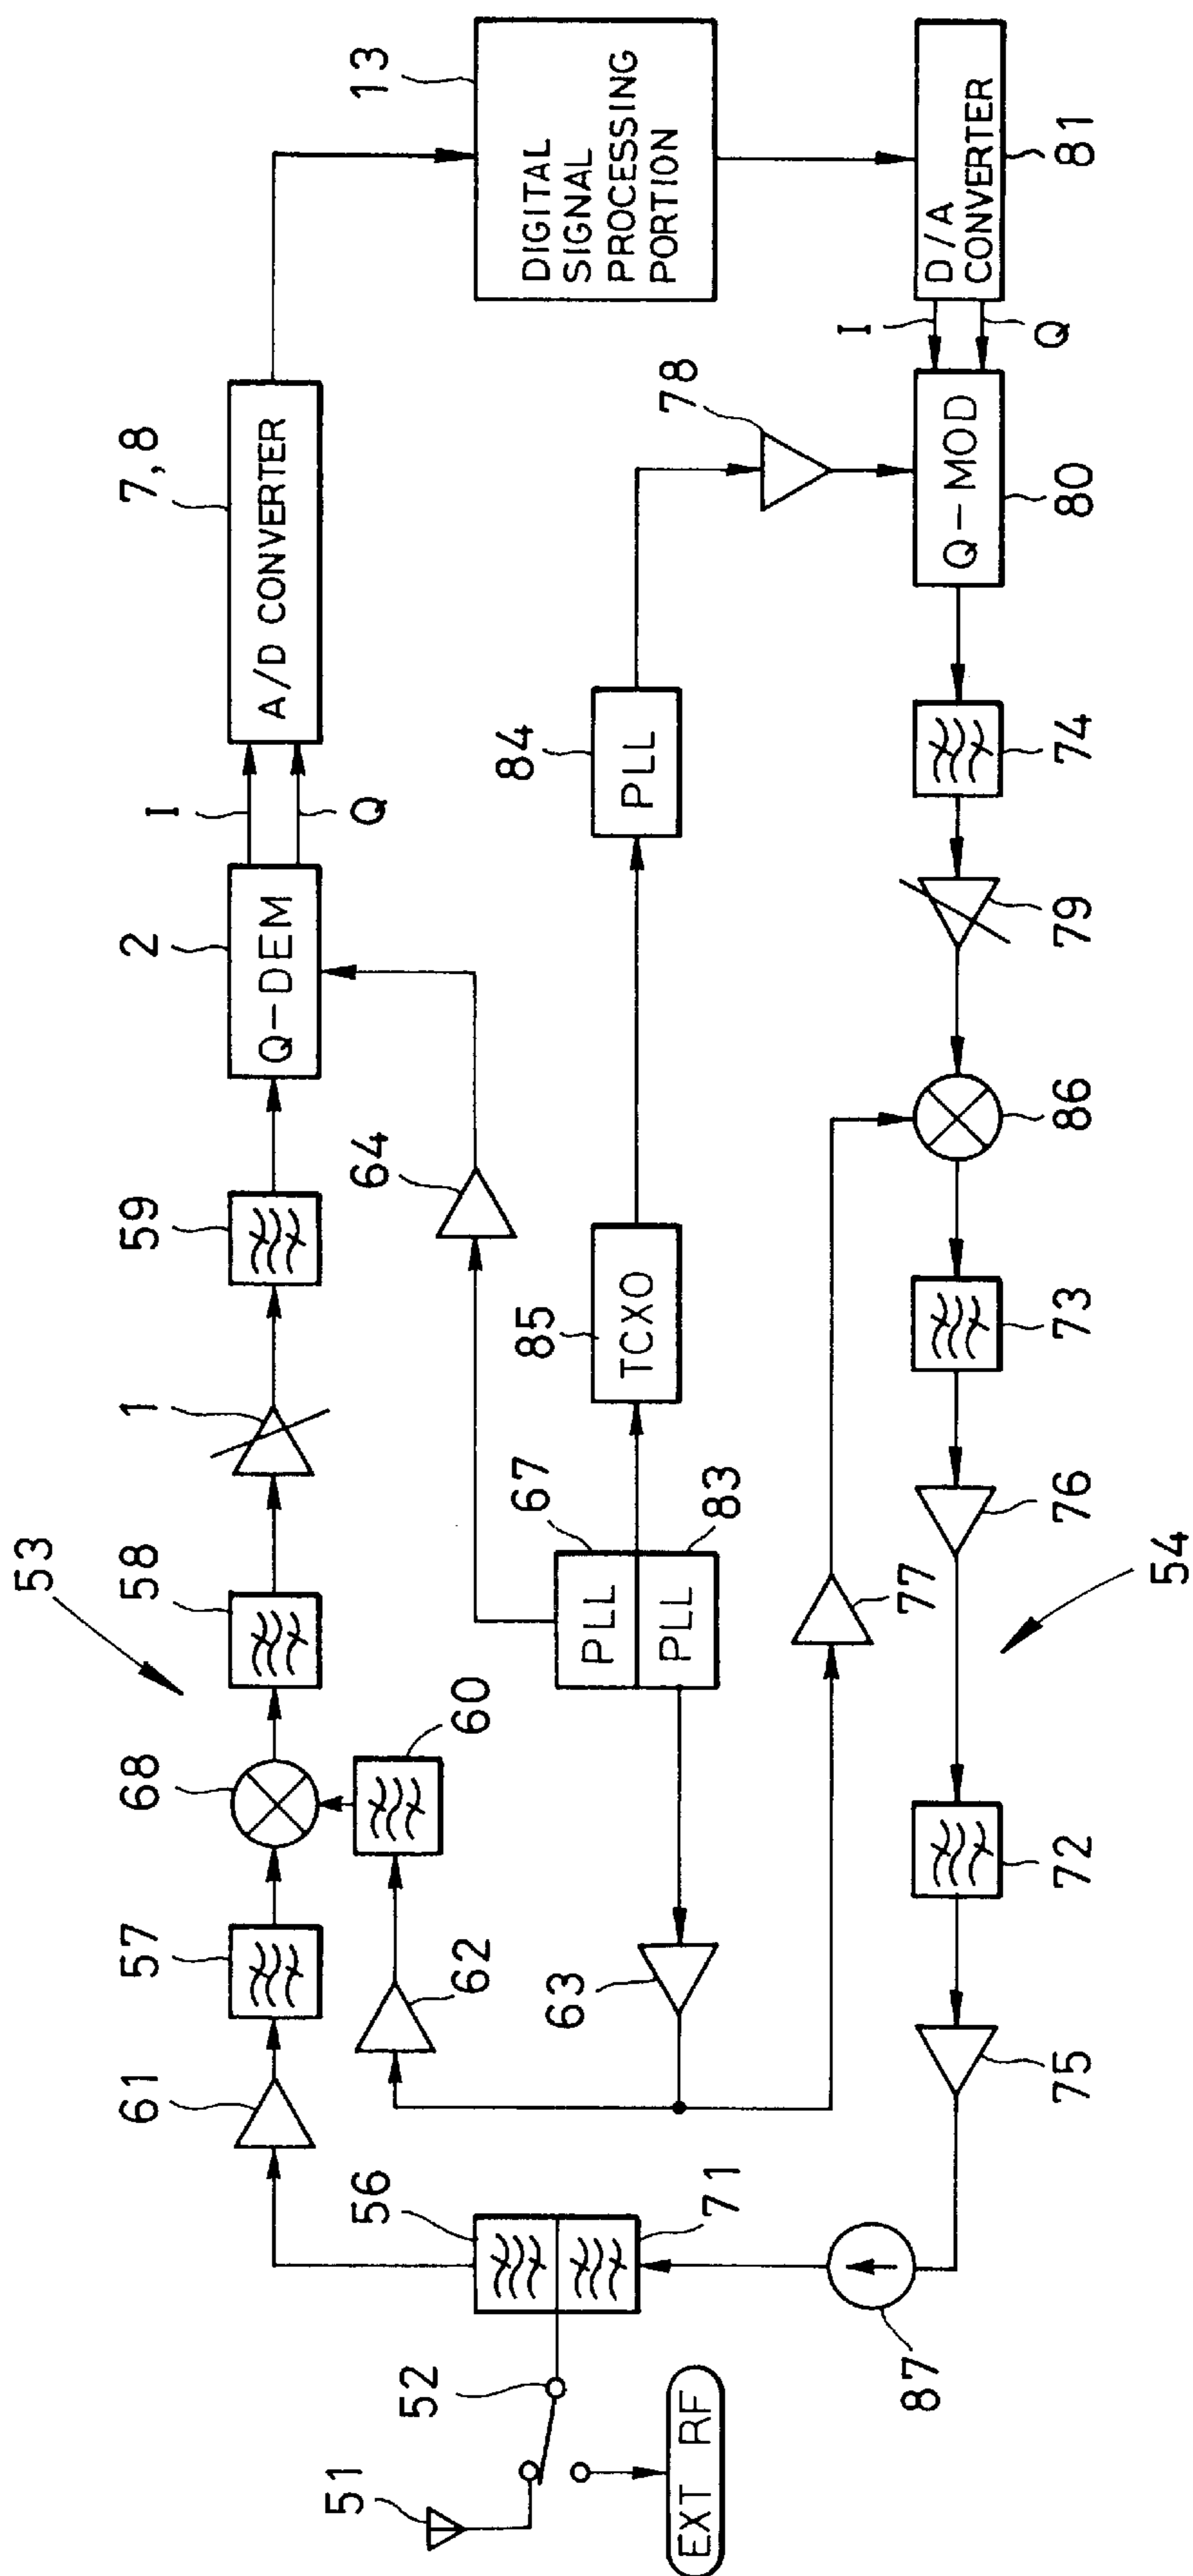 53
61
57
68
58
1
59
2
Q-DEM
I
Q
7,8
A/D CONVERTER
13
DIGITAL
SIGNAL
PROCESSING
PORTION
62
60
64
51
52
56
71
EXT RF
63
67
PLL
PLL
83
85
TCXO
84
PLL
78
77
87
75
72
76
73
86
79
74
Q-MOD
80
I
Q
D/A
CONVERTER
81
54